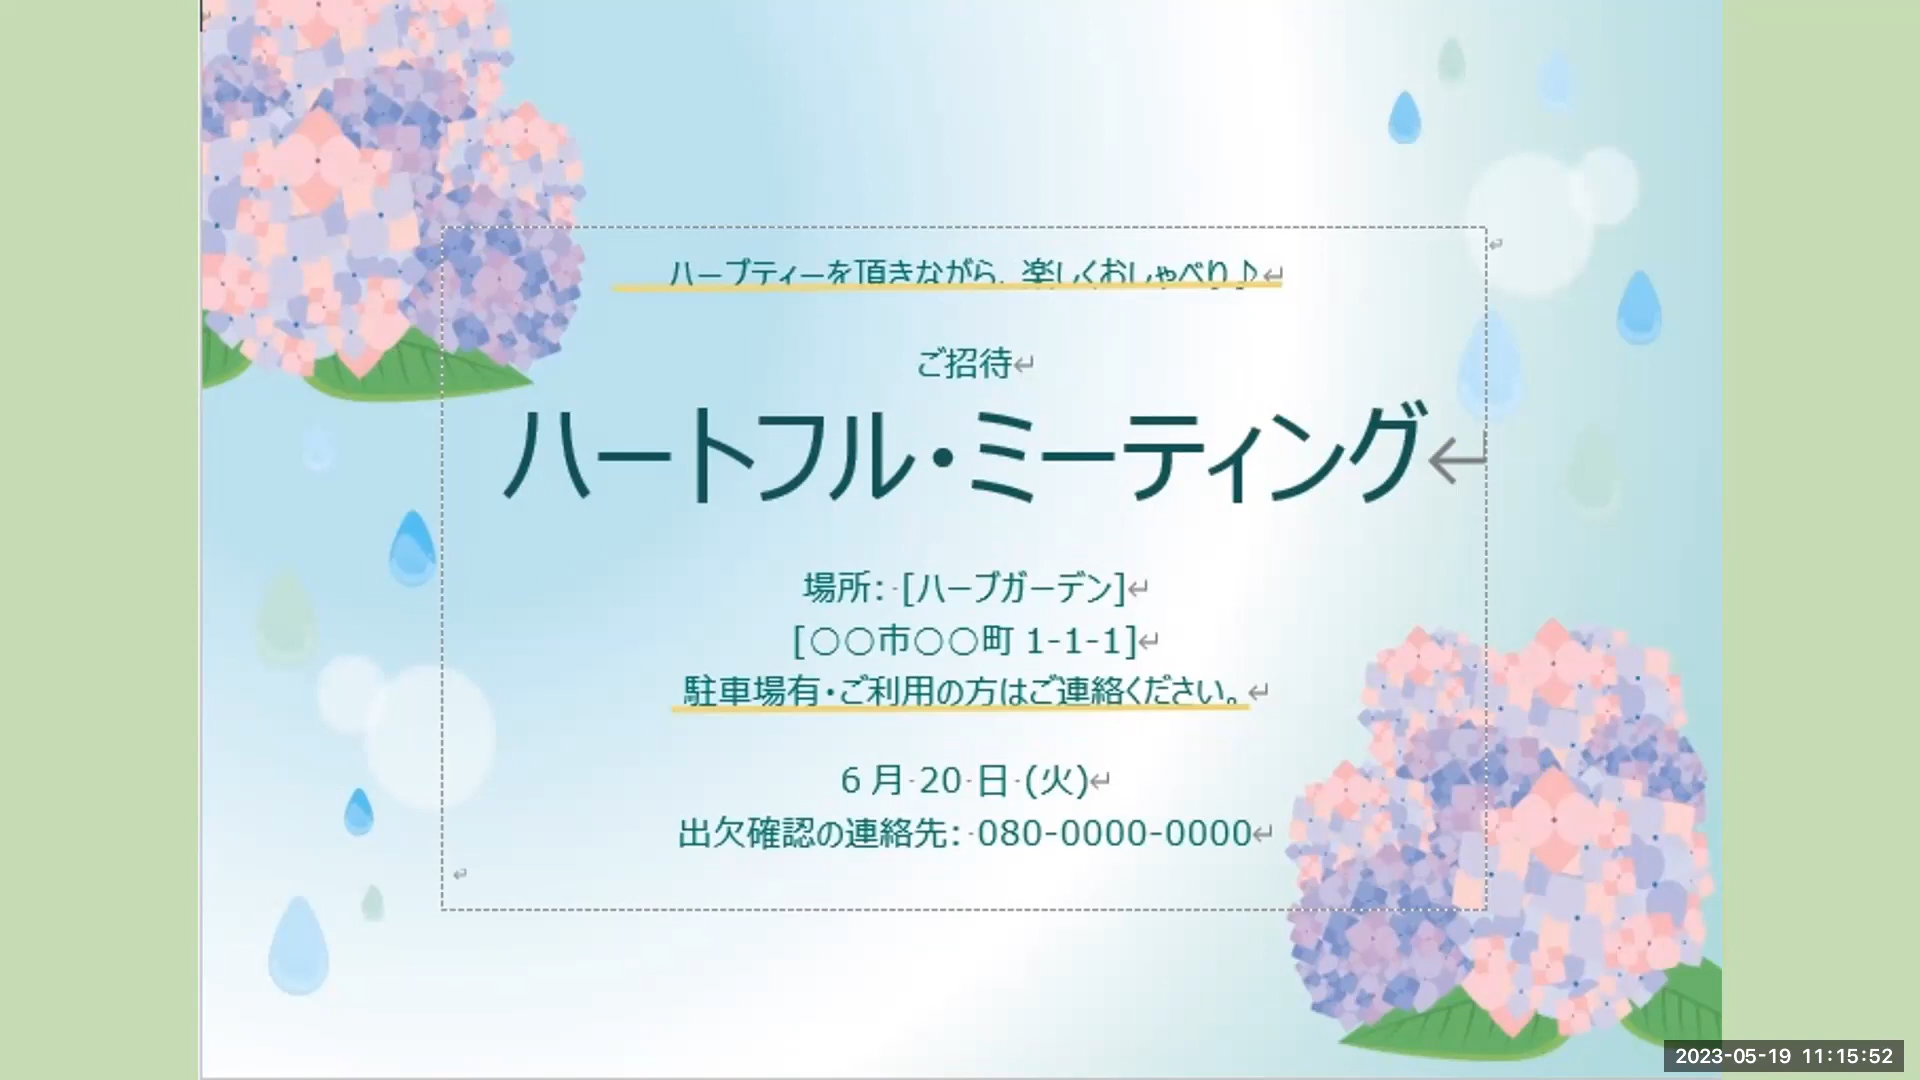 ハーブティーを頂きながら、楽しくおしゃべり♪
ご招待
ハートフル・ミーティング
場所: [ハーブガーデン]
[○○市○○町 1-1-1]
駐車場有・ご利用の方はご連絡ください。
6 月 20 日 (火)
出欠確認の連絡先: 080-0000-0000
2023-05-19 11:15:52